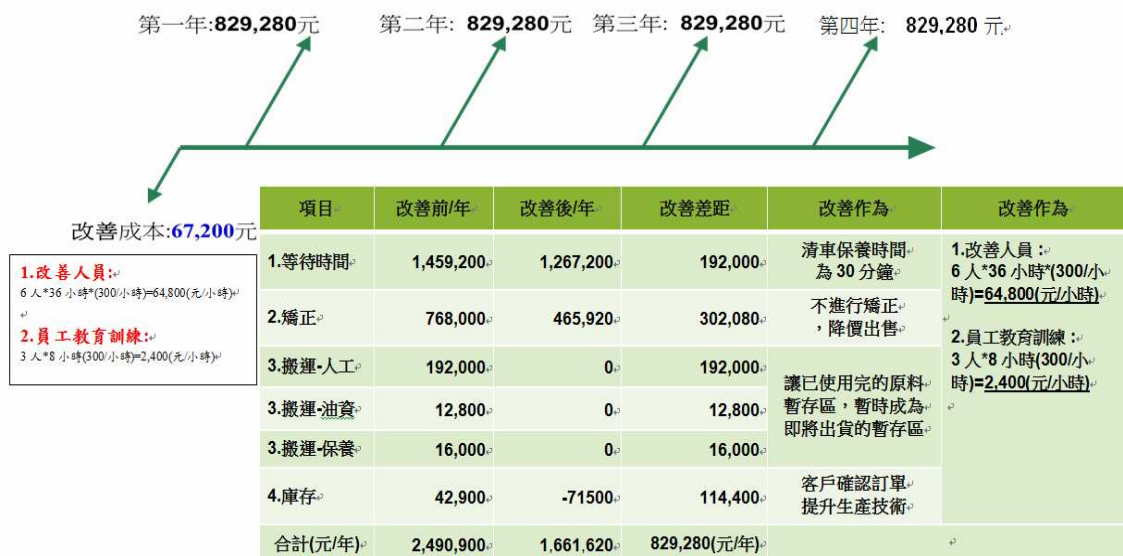 第一年:829,280元
第二年: 829,280元
第三年: 829,280元
第四年: 829,280 元
改善成本:67,200元
1.改善人員:
6 人*36 小時*(300/小時)=64,800(元/小時)
2.員工教育訓練:
3 人*8 小時(300/小時)=2,400(元/小時)
項目 改善前/年 改善後/年 改善差距 改善作為 改善作為
1.等待時間 1,459,200 1,267,200 192,000
清車保養時間
為 30 分鐘
2.矯正 768,000 465,920 302,080
不進行矯正
，降價出售
3.搬運-人工 192,000 0 192,000
3.搬運-油資 12,800 0 12,800
3.搬運-保養 16,000 0 16,000
讓已使用完的原料
暫存區，暫時成為
即將出貨的暫存區
4.庫存 42,900 -71500 114,400
客戶確認訂單
提升生產技術
1.改善人員：
6 人*36 小時*(300/小
時)=64,800(元/小時)
2.員工教育訓練：
3 人*8 小時(300/小
時)=2,400(元/小時)
合計(元/年) 2,490,900 1,661,620 829,280(元/年)